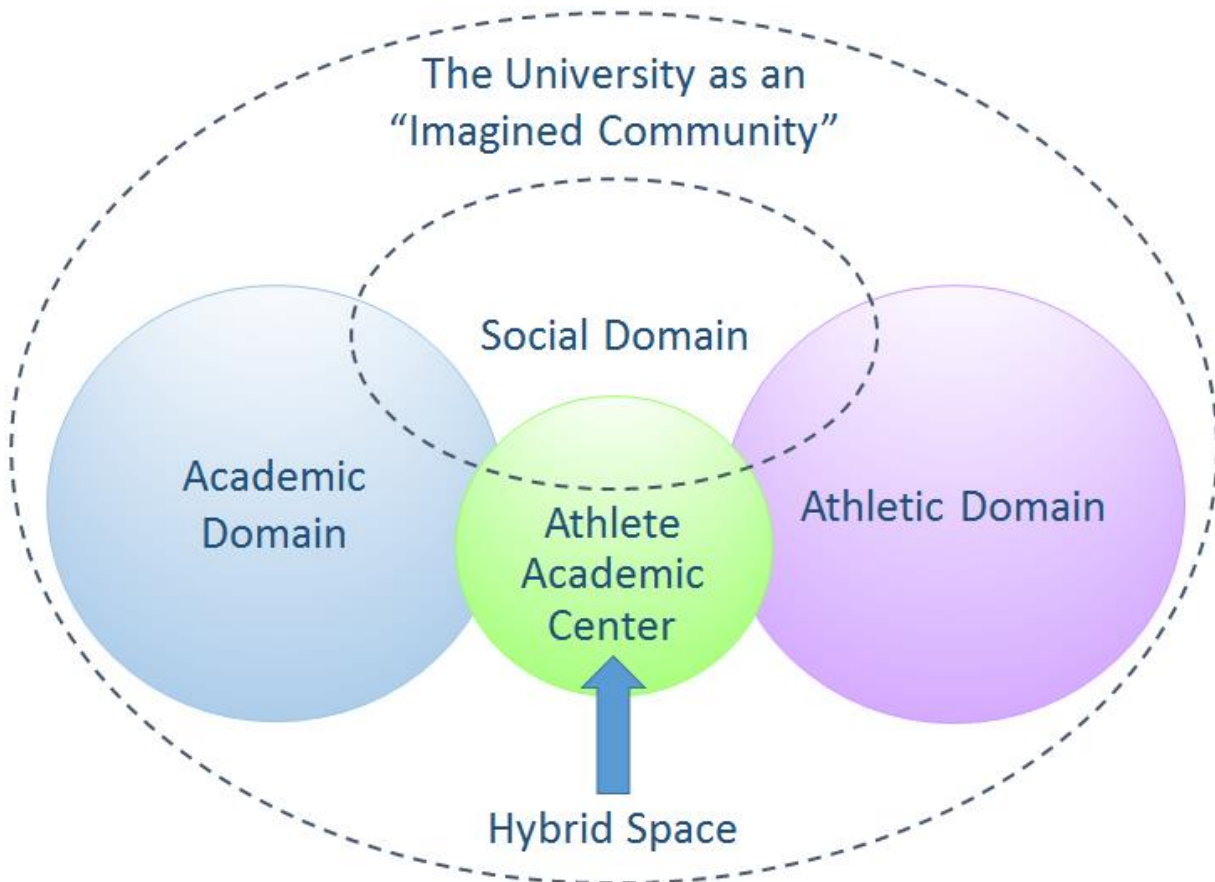 The University as an
“Imagined Community”
Social Domain
Academic
Domain
Athlete
Academic
Center
Athletic Domain
Hybrid Space